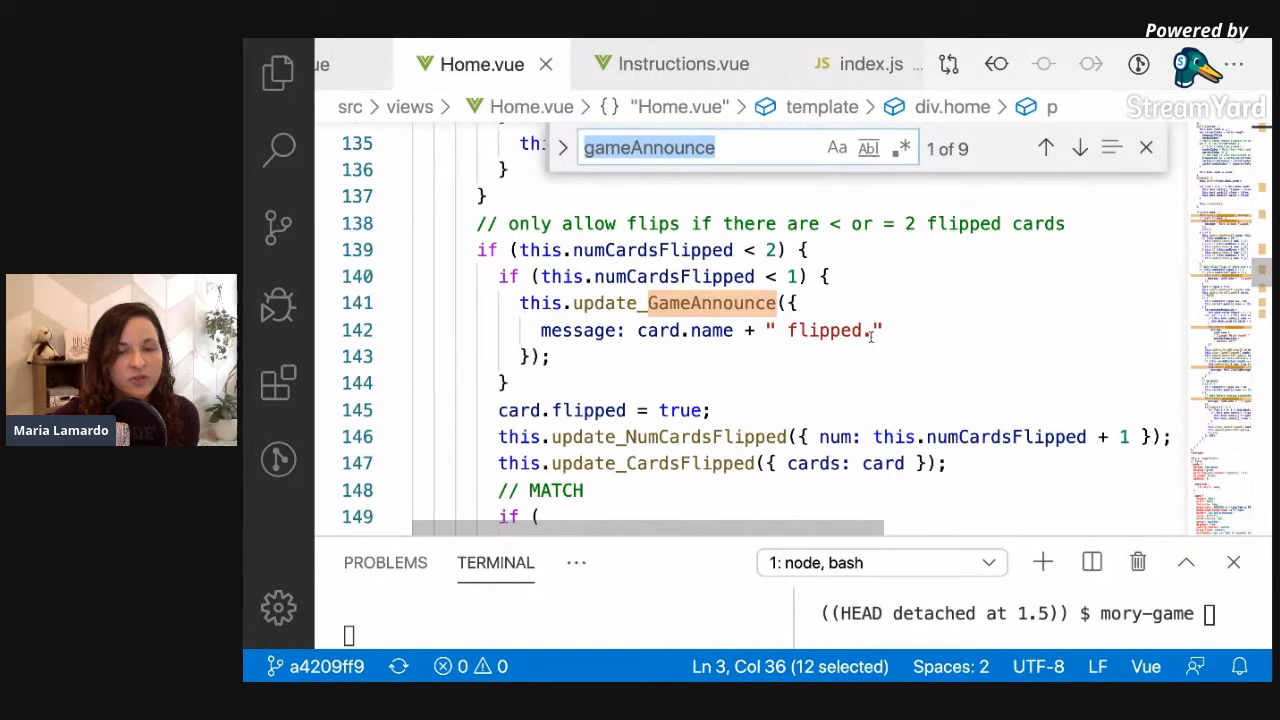 Powered by
StreamYard
ue
Home.vue
Instructions.vue
JS index.js ...
src > views > Home.vue > {} "Home.vue" > template > div.home > p
gameAnnounce
Aa Abl .* 1 of 9
135 thi
136 }
137 }
138 // only allow flips if there are < or = 2 flipped cards
139 if (this.numCardsFlipped < 2) {
140 if (this.numCardsFlipped < 1) {
141 this.update_GameAnnounce({
142 message: card.name + " flipped."
143 });
144 }
145 card.flipped = true;
146 this.update_NumCardsFlipped({ num: this.numCardsFlipped + 1 });
147 this.update_CardsFlipped({ cards: card });
148 // MATCH
149 if (
PROBLEMS TERMINAL ... 1: node, bash
((HEAD detached at 1.5)) $ mory-game
a4209ff9 0 0 Ln 3, Col 36 (12 selected) Spaces: 2 UTF-8 LF Vue
Maria Lamardo